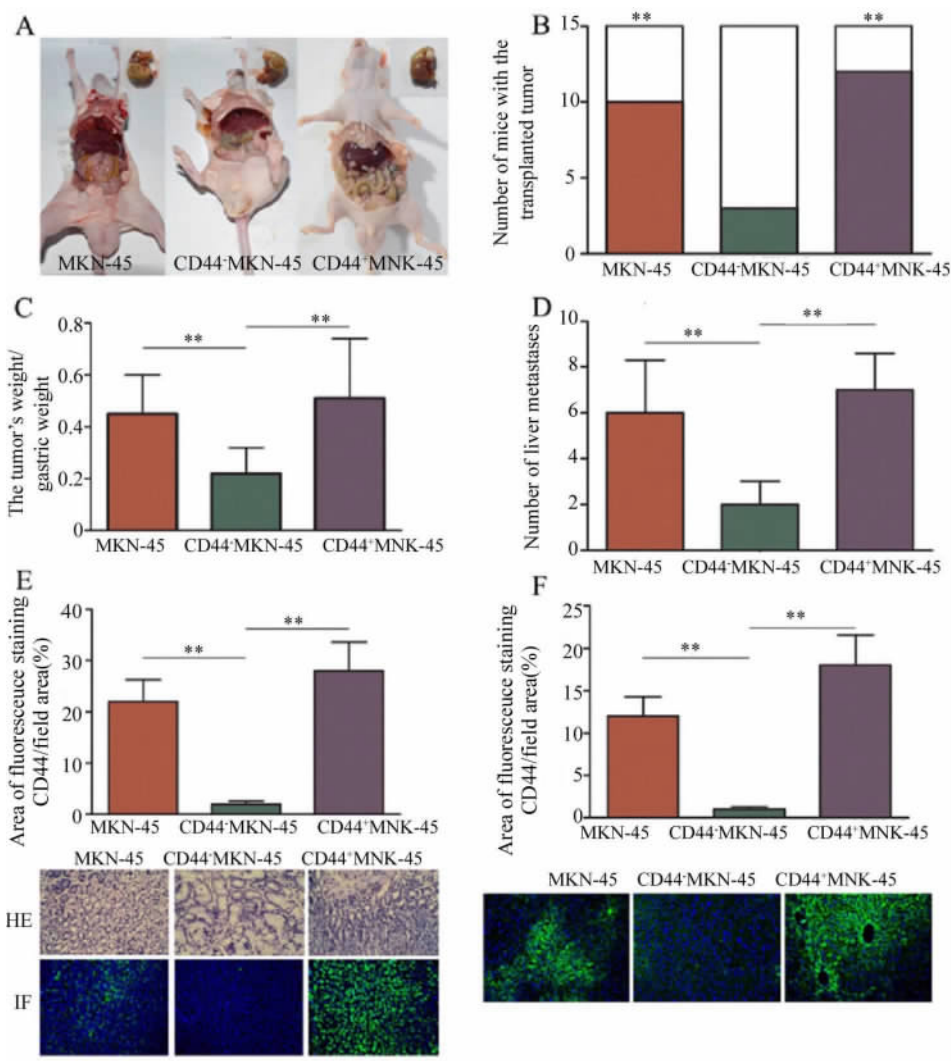 A
MKN-45
CD44-MKN-45
CD44+MNK-45
B
Number of mice with the
transplanted tumor
15
10
5
0
**
**
MKN-45
CD44-MKN-45
CD44+MNK-45
C
The tumor's weight/
gastric weight
0.8
0.6
0.4
0.2
0
**
**
MKN-45
CD44-MKN-45
CD44+MNK-45
D
Number of liver metastases
10
8
6
4
2
0
**
**
MKN-45
CD44-MKN-45
CD44+MNK-45
E
Area of fluoresceuce staining
CD44/field area(%)
40
30
20
10
0
**
**
MKN-45
CD44-MKN-45
CD44+MNK-45
MKN-45
CD44-MKN-45
CD44+MNK-45
HE
IF
F
Area of fluoresceuce staining
CD44/field area(%)
25
20
15
10
5
0
**
**
MKN-45
CD44-MKN-45
CD44+MNK-45
MKN-45
CD44-MKN-45
CD44+MNK-45